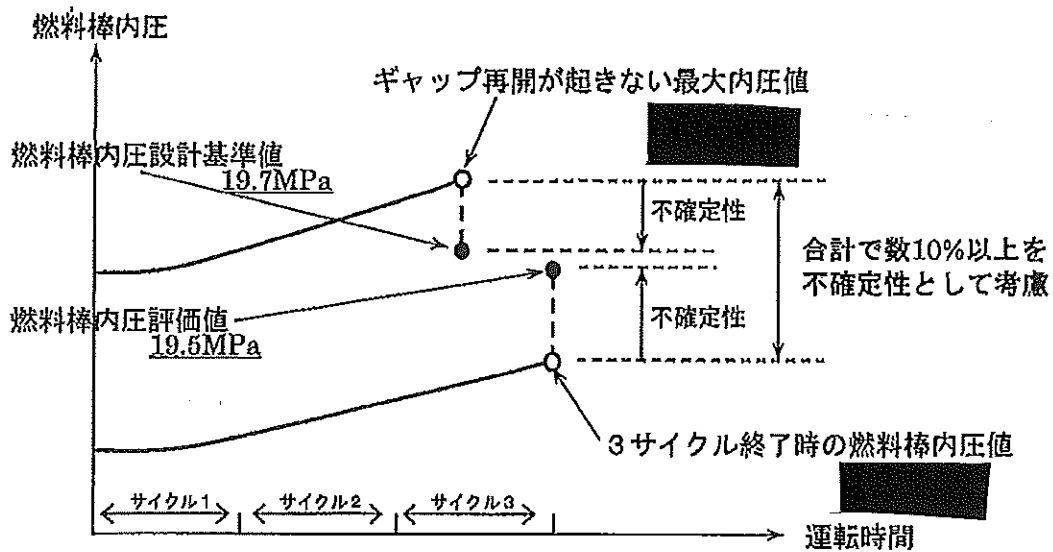 燃料棒内圧
ギャップ再開が起きない最大内圧値
燃料棒内圧設計基準値
19.7MPa
不確定性
合計で数10%以上を
不確定性として考慮
燃料棒内圧評価値
19.5MPa
不確定性
3サイクル終了時の燃料棒内圧値
サイクル1
サイクル2
サイクル3
運転時間